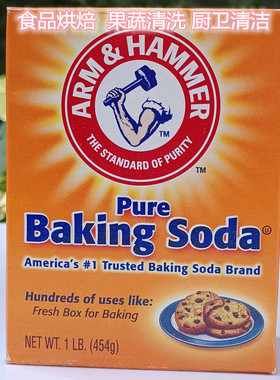 食品烘焙 果蔬清洗 厨卫清洁
ARM & HAMMER
TM
THE STANDARD OF PURITY
TM
Pure
Baking Soda
America's #1 Trusted Baking Soda Brand
Hundreds of uses like:
Fresh Box for Baking
NET WT. 1 LB. (454g)